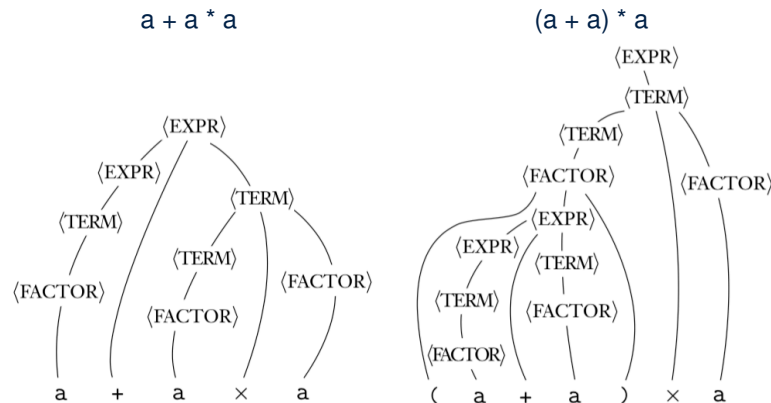 a + a * a
(a + a) * a
⟨EXPR⟩
⟨EXPR⟩
⟨TERM⟩
⟨TERM⟩
⟨TERM⟩
⟨FACTOR⟩
⟨FACTOR⟩
⟨FACTOR⟩
a + a × a
⟨EXPR⟩
⟨TERM⟩
⟨TERM⟩
⟨FACTOR⟩
⟨FACTOR⟩
⟨EXPR⟩
⟨EXPR⟩
⟨TERM⟩
⟨TERM⟩
⟨FACTOR⟩
⟨FACTOR⟩
( a + a ) × a